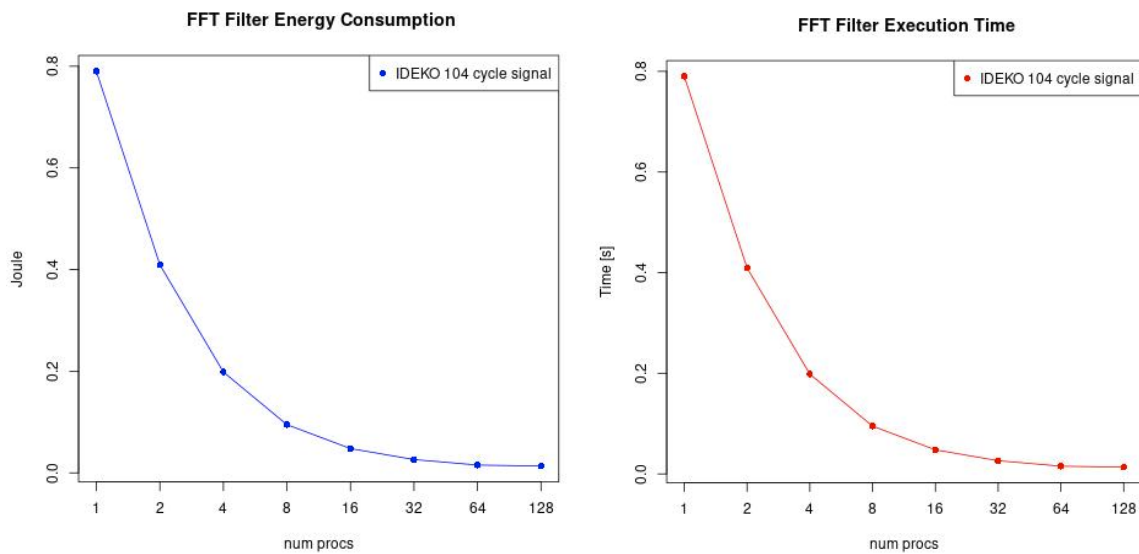 FFT Filter Energy Consumption
IDEKO 104 cycle signal
Joule
0.8
0.6
0.4
0.2
0.0
1 2 4 8 16 32 64 128
num procs
FFT Filter Execution Time
IDEKO 104 cycle signal
Time [s]
0.8
0.6
0.4
0.2
0.0
1 2 4 8 16 32 64 128
num procs